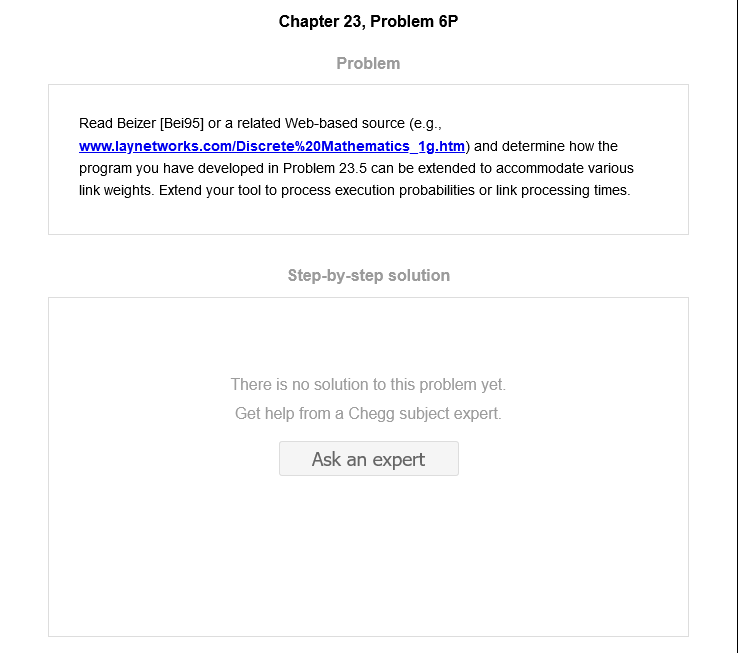 Chapter 23, Problem 6P
Problem
Read Beizer [Bei95] or a related Web-based source (e.g.,
www.laynetworks.com/Discrete%20Mathematics_1g.htm) and determine how the
program you have developed in Problem 23.5 can be extended to accommodate various
link weights. Extend your tool to process execution probabilities or link processing times.
Step-by-step solution
There is no solution to this problem yet.
Get help from a Chegg subject expert.
Ask an expert